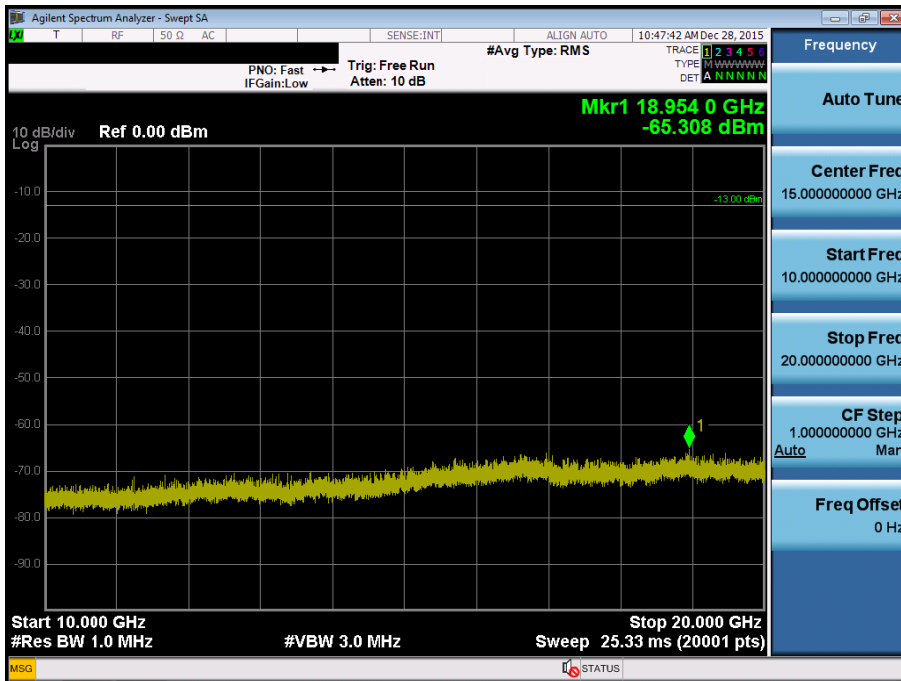 Agilent Spectrum Analyzer - Swept SA
LXI T RF 50 Ω AC SENSE:INT ALIGN AUTO 10:47:42 AM Dec 28, 2015
#Avg Type: RMS
TRACE 1 2 3 4 5 6
TYPE M WWWWW
DET A N N N N N
PNO: Fast Trig: Free Run
IFGain:Low Atten: 10 dB
Frequency
Auto Tune
Mkr1 18.954 0 GHz
-65.308 dBm
10 dB/div Ref 0.00 dBm
Log
-10.0
-13.00 dBm
-20.0
-30.0
-40.0
-50.0
-60.0
1
-70.0
-80.0
-90.0
Start 10.000 GHz Stop 20.000 GHz
#Res BW 1.0 MHz #VBW 3.0 MHz Sweep 25.33 ms (20001 pts)
Center Freq
15.000000000 GHz
Start Freq
10.000000000 GHz
Stop Freq
20.000000000 GHz
CF Step
1.000000000 GHz
Auto Man
Freq Offset
0 Hz
MSG STATUS